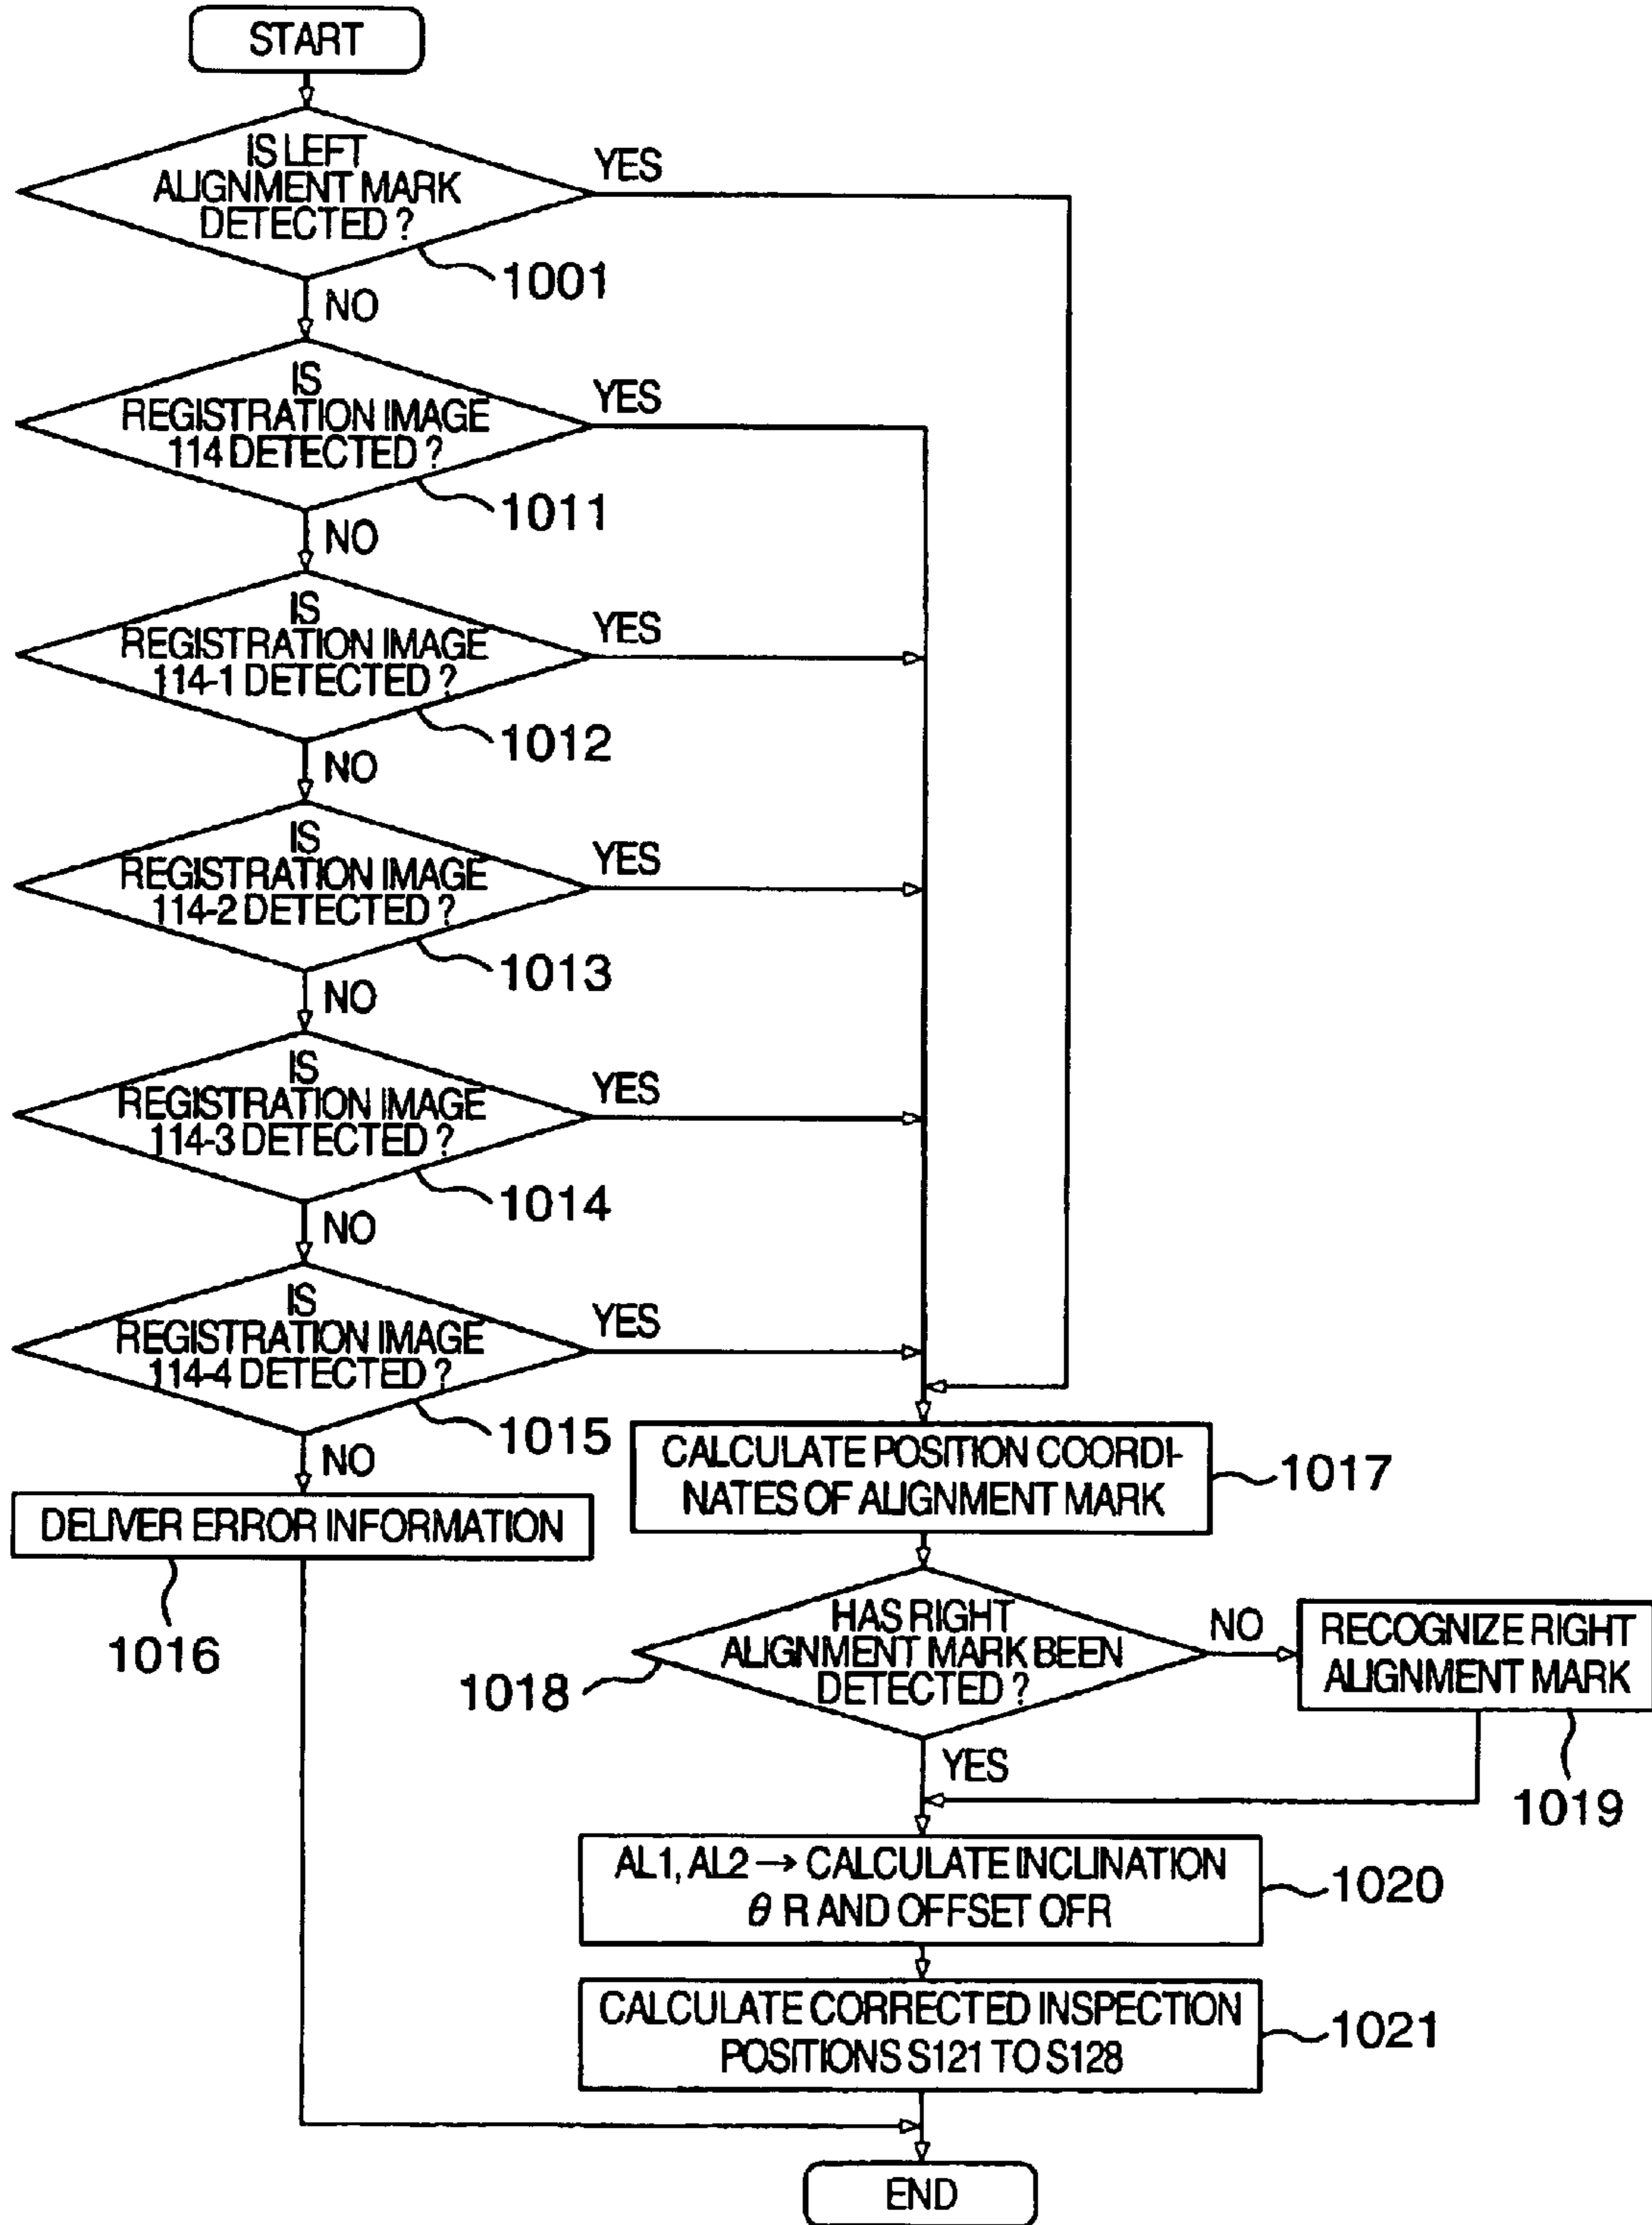 START
IS LEFT
ALIGNMENT MARK
DETECTED ?
YES
1001
NO
IS
REGISTRATION IMAGE
114 DETECTED ?
YES
1011
NO
IS
REGISTRATION IMAGE
114-1 DETECTED ?
YES
1012
NO
IS
REGISTRATION IMAGE
114-2 DETECTED ?
YES
1013
NO
IS
REGISTRATION IMAGE
114-3 DETECTED ?
YES
1014
NO
IS
REGISTRATION IMAGE
114-4 DETECTED ?
YES
1015
NO
DELIVER ERROR INFORMATION
1016
CALCULATE POSITION COORDI-
NATES OF ALIGNMENT MARK
1017
HAS RIGHT
ALIGNMENT MARK BEEN
DETECTED ?
1018
NO
RECOGNIZE RIGHT
ALIGNMENT MARK
1019
YES
AL1, AL2 → CALCULATE INCLINATION
θ R AND OFFSET OFR
1020
CALCULATE CORRECTED INSPECTION
POSITIONS S121 TO S128
1021
END